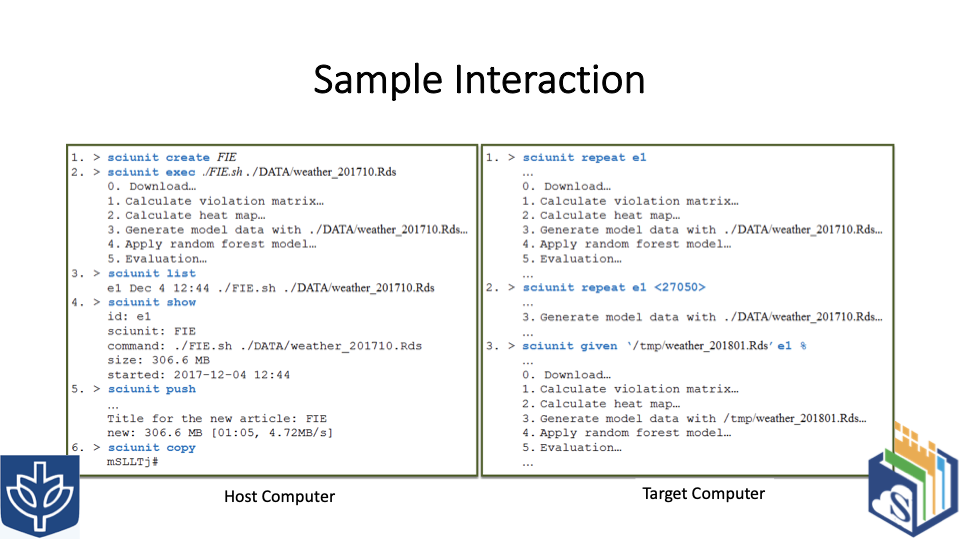 Sample Interaction
1. > sciunit create FIE
2. > sciunit exec ./FIE.sh ./DATA/weather_201710.Rds
0. Download…
1. Calculate violation matrix…
2. Calculate heat map…
3. Generate model data with ./DATA/weather_201710.Rds…
4. Apply random forest model…
5. Evaluation…
3. > sciunit list
e1 Dec 4 12:44 ./FIE.sh ./DATA/weather_201710.Rds
4. > sciunit show
id: e1
sciunit: FIE
command: ./FIE.sh ./DATA/weather_201710.Rds
size: 306.6 MB
started: 2017-12-04 12:44
5. > sciunit push
…
Title for the new article: FIE
new: 306.6 MB [01:05, 4.72MB/s]
6. > sciunit copy
mSLLTj#
Host Computer
1. > sciunit repeat e1
…
0. Download…
1. Calculate violation matrix…
2. Calculate heat map…
3. Generate model data with ./DATA/weather_201710.Rds…
4. Apply random forest model…
5. Evaluation…
…
2. > sciunit repeat e1 <27050>
…
3. Generate model data with ./DATA/weather_201710.Rds…
…
3. > sciunit given ‘/tmp/weather_201801.Rds’ e1 %
…
0. Download…
1. Calculate violation matrix…
2. Calculate heat map…
3. Generate model data with /tmp/weather_201801.Rds…
4. Apply random forest model…
5. Evaluation…
…
Target Computer
S